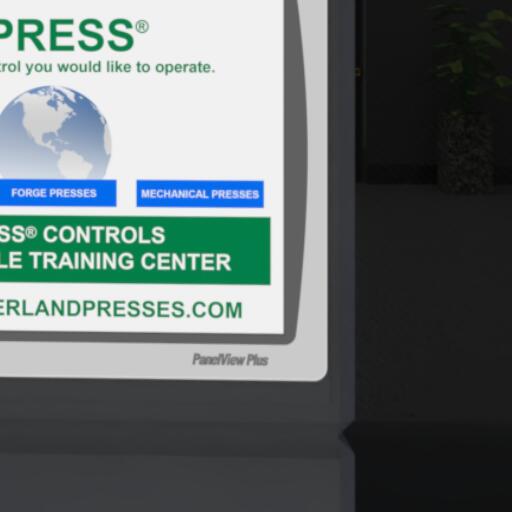 PRESS®
trol you would like to operate.
FORGE PRESSES
MECHANICAL PRESSES
SS® CONTROLS
LE TRAINING CENTER
ERLANDPRESSES.COM
PanelView Plus